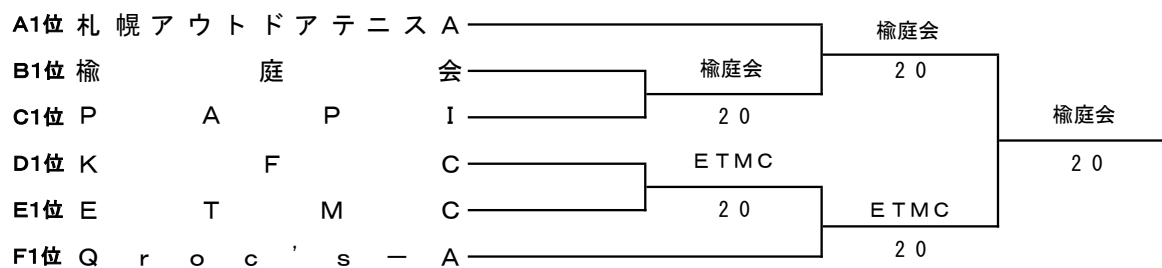 A1位 札幌アウトドアテニスA
B1位 楡庭会
C1位 PAPI
D1位 KFC
E1位 ETMC
F1位 Qroc's-A
楡庭会
20
ETMC
20
楡庭会
20
ETMC
20
楡庭会
20